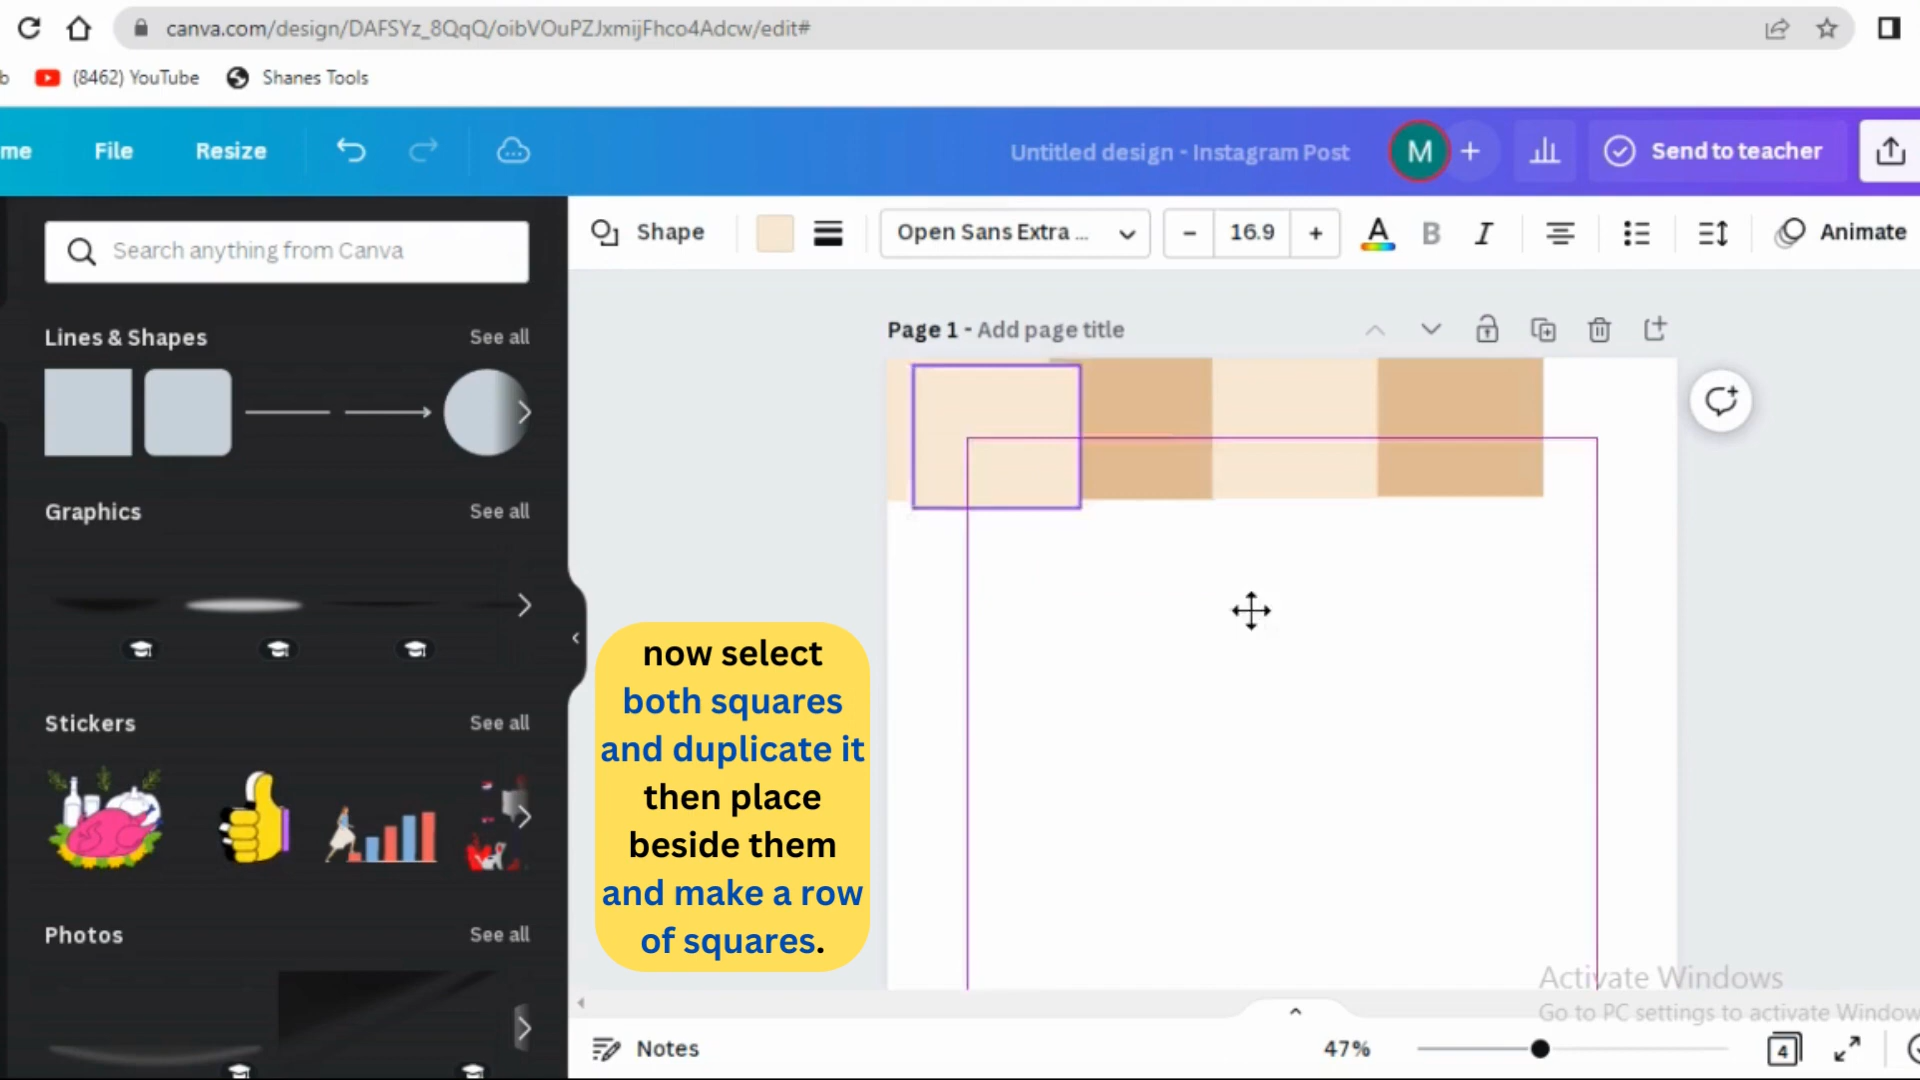 canva.com/design/DAFSYz_8QqQ/oibVOuPZJxmijFhco4Adcw/edit#
b
(8462) YouTube
Shanes Tools
me
File
Resize
Untitled design - Instagram Post
M
+
Send to teacher
Search anything from Canva
Shape
Open Sans Extra ...
- 16.9 +
A
B
I
Animate
Lines & Shapes
See all
Page 1 - Add page title
Graphics
See all
now select
both squares
and duplicate it
then place
beside them
and make a row
of squares.
Stickers
See all
Photos
See all
Activate Windows
Go to PC settings to activate Window
Notes
47%
4